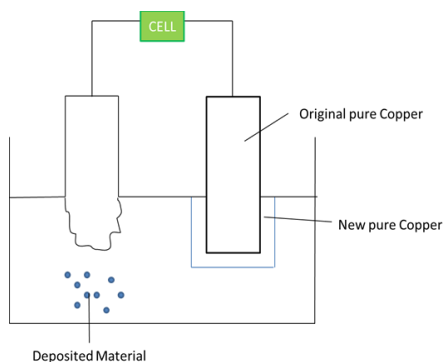 CELL
Original pure Copper
New pure Copper
Deposited Material